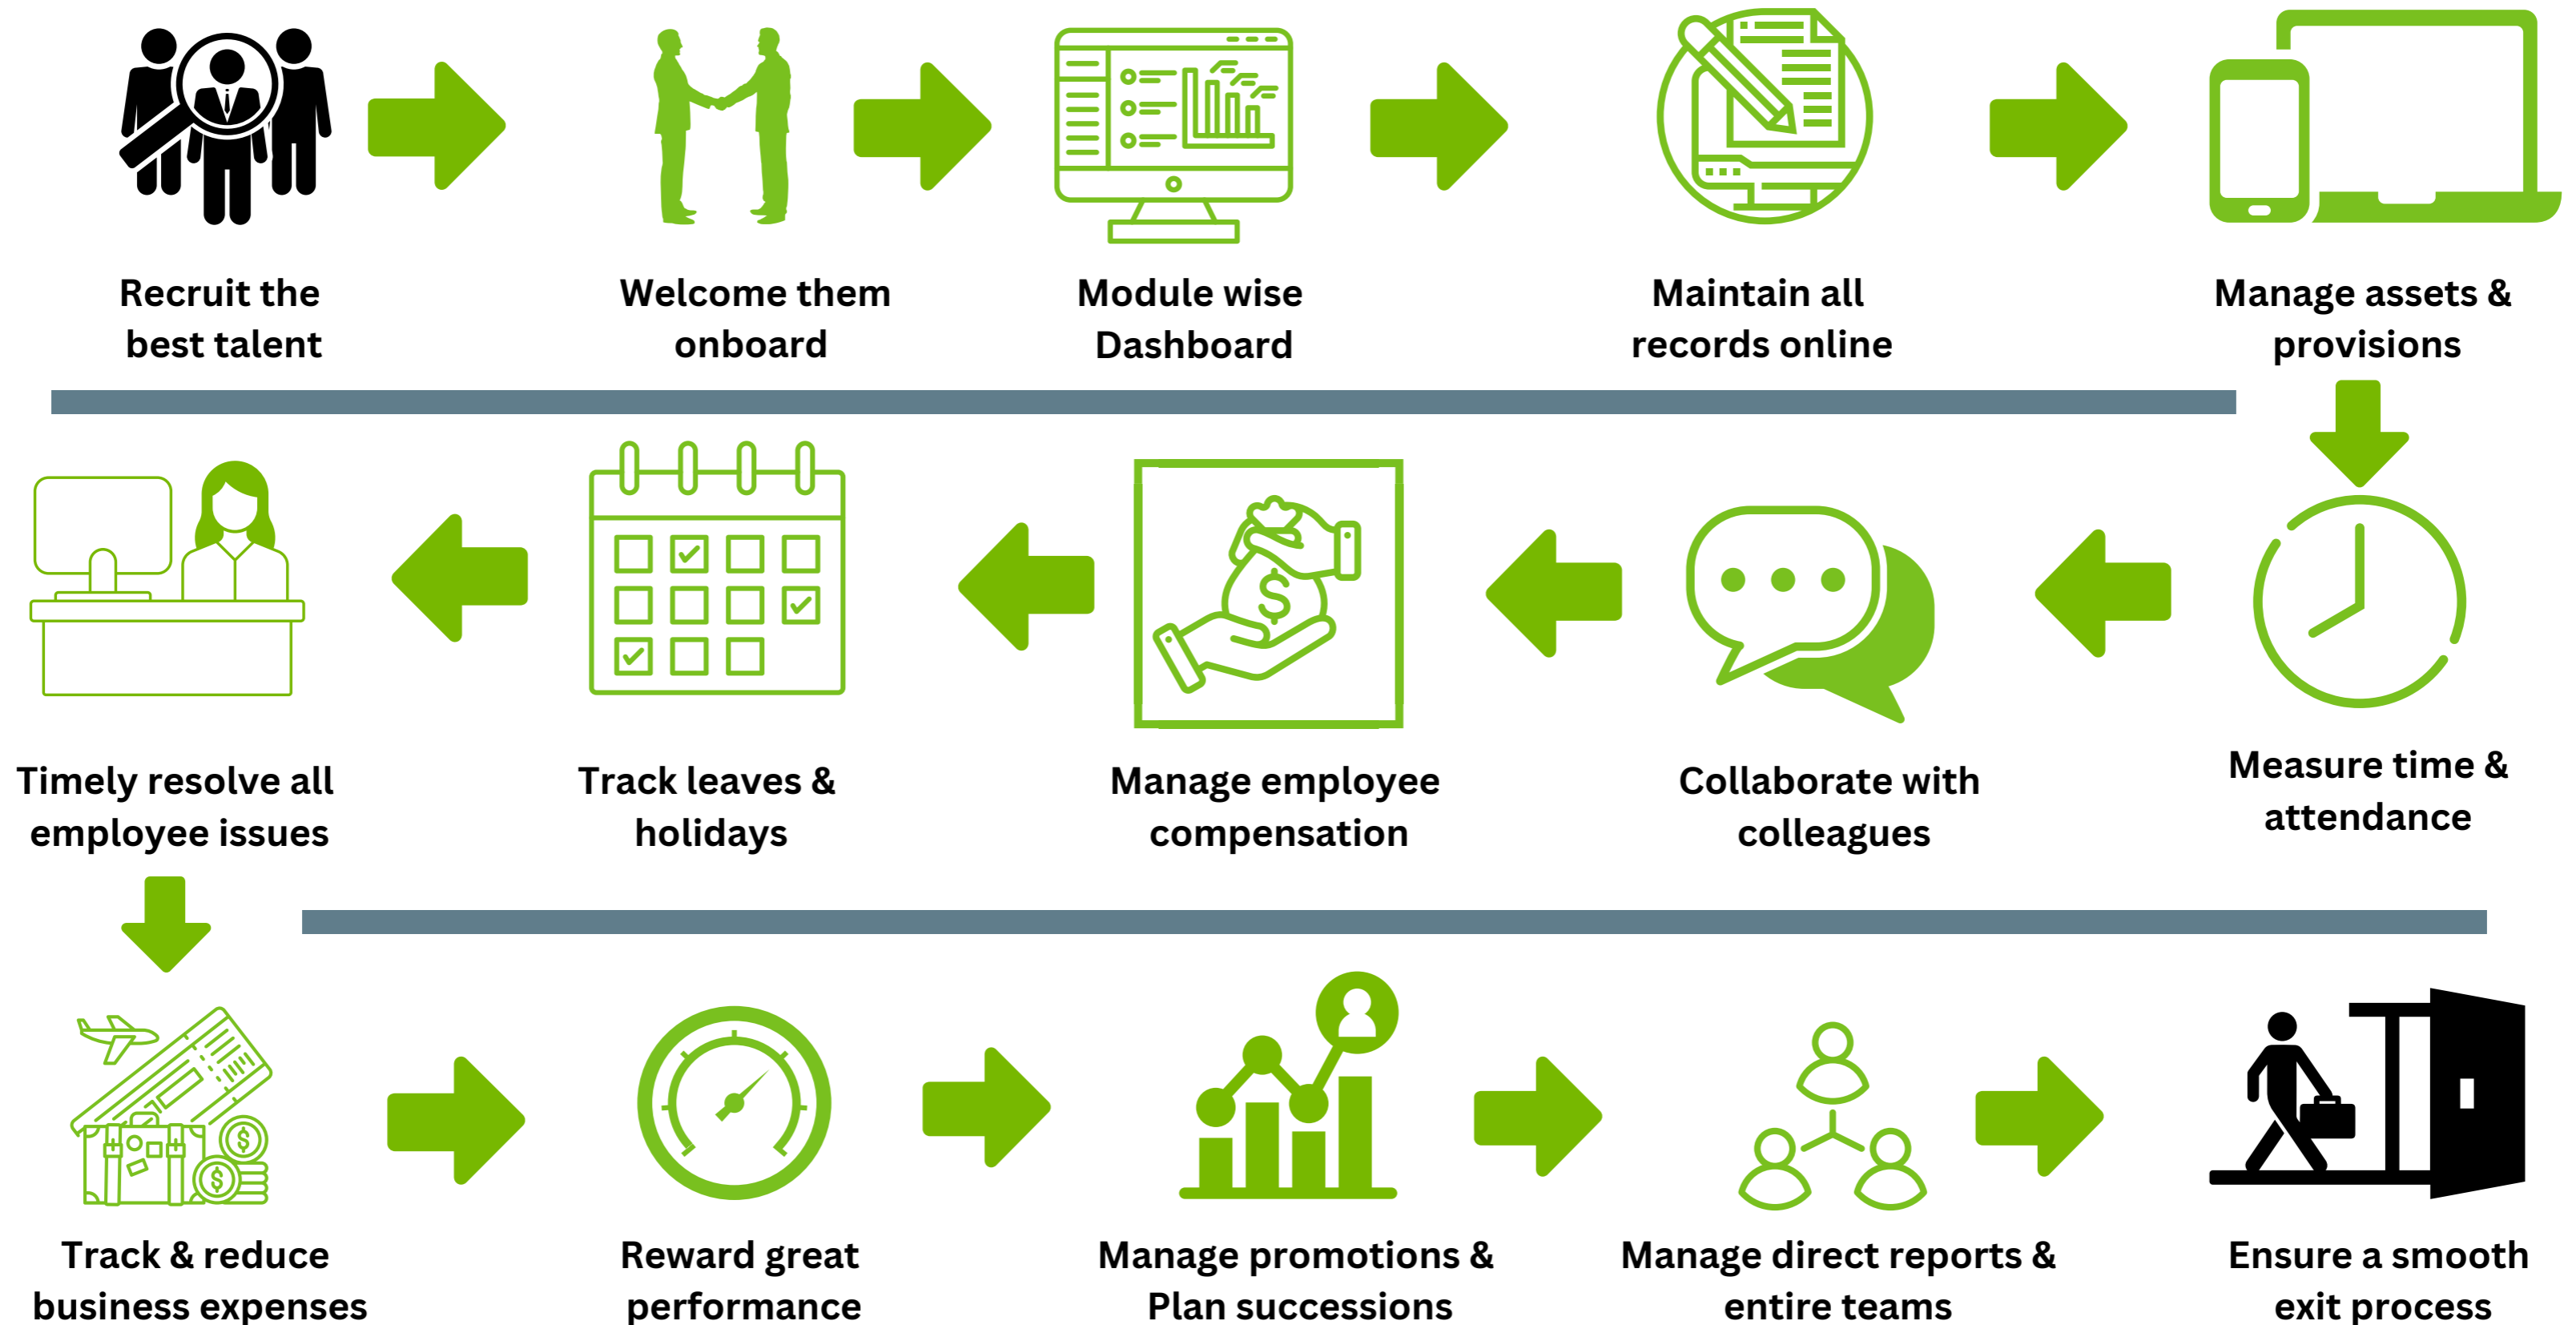 Recruit the
best talent
Welcome them
onboard
Module wise
Dashboard
Maintain all
records online
Manage assets &
provisions
Measure time &
attendance
Collaborate with
colleagues
$
Manage employee
compensation
Track leaves &
holidays
Timely resolve all
employee issues
$
$
Track & reduce
business expenses
Reward great
performance
Manage promotions &
Plan successions
Manage direct reports &
entire teams
Ensure a smooth
exit process